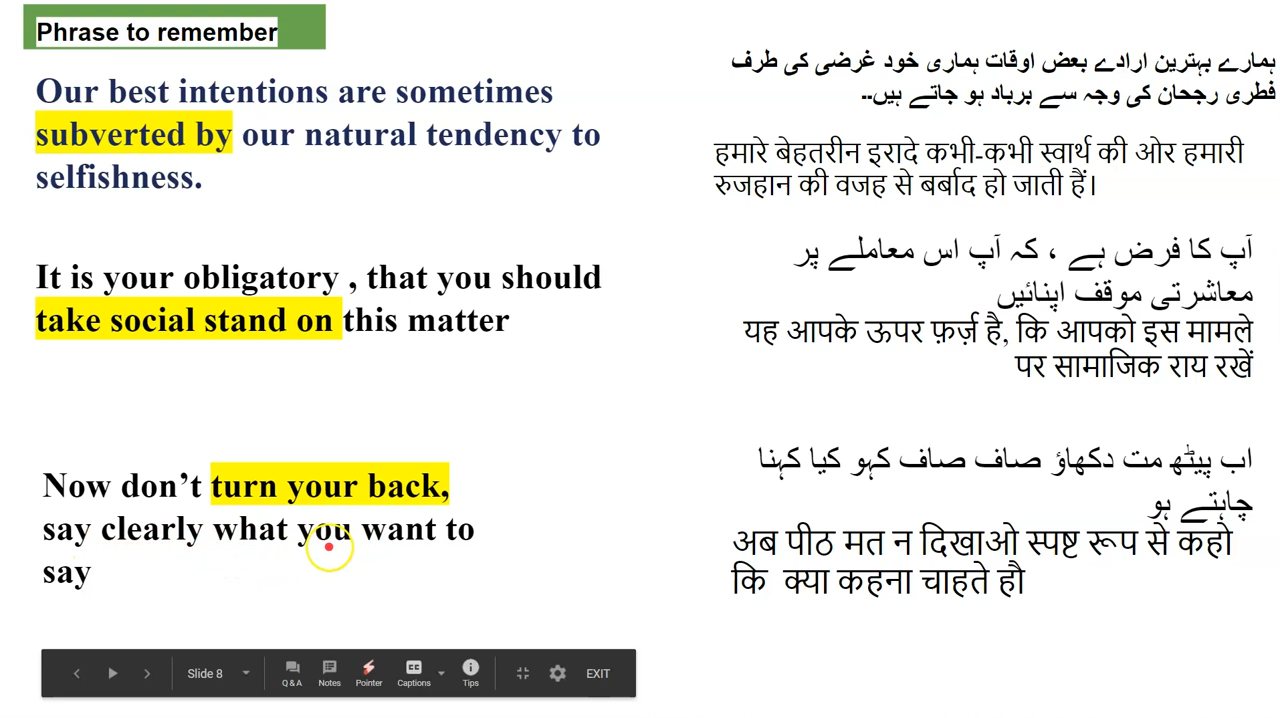 Phrase to remember
Our best intentions are sometimes
subverted by our natural tendency to
selfishness.
ہمارے بہترین ارادے بعض اوقات ہماری خود غرضی کی طرف
فطری رجحان کی وجہ سے برباد ہو جاتے ہیں۔۔
हमारे बेहतरीन इरादे कभी-कभी स्वार्थ की ओर हमारी
रुजहान की वजह से बर्बाद हो जाती हैं।
It is your obligatory , that you should
take social stand on this matter
آپ کا فرض ہے ، کہ آپ اس معاملے پر
معاشرتی موقف اپنائیں
यह आपके ऊपर फ़र्ज़ है, कि आपको इस मामले
पर सामाजिक राय रखें
Now don’t turn your back,
say clearly what you want to
say
اب پیٹھ مت دکھاؤ صاف صاف کہو کیا کہنا
چاہتے ہو
अब पीठ मत न दिखाओ स्पष्ट रूप से कहो
कि क्या कहना चाहते हौ
Slide 8
Q & A
Notes
Pointer
CC
Captions
Tips
EXIT